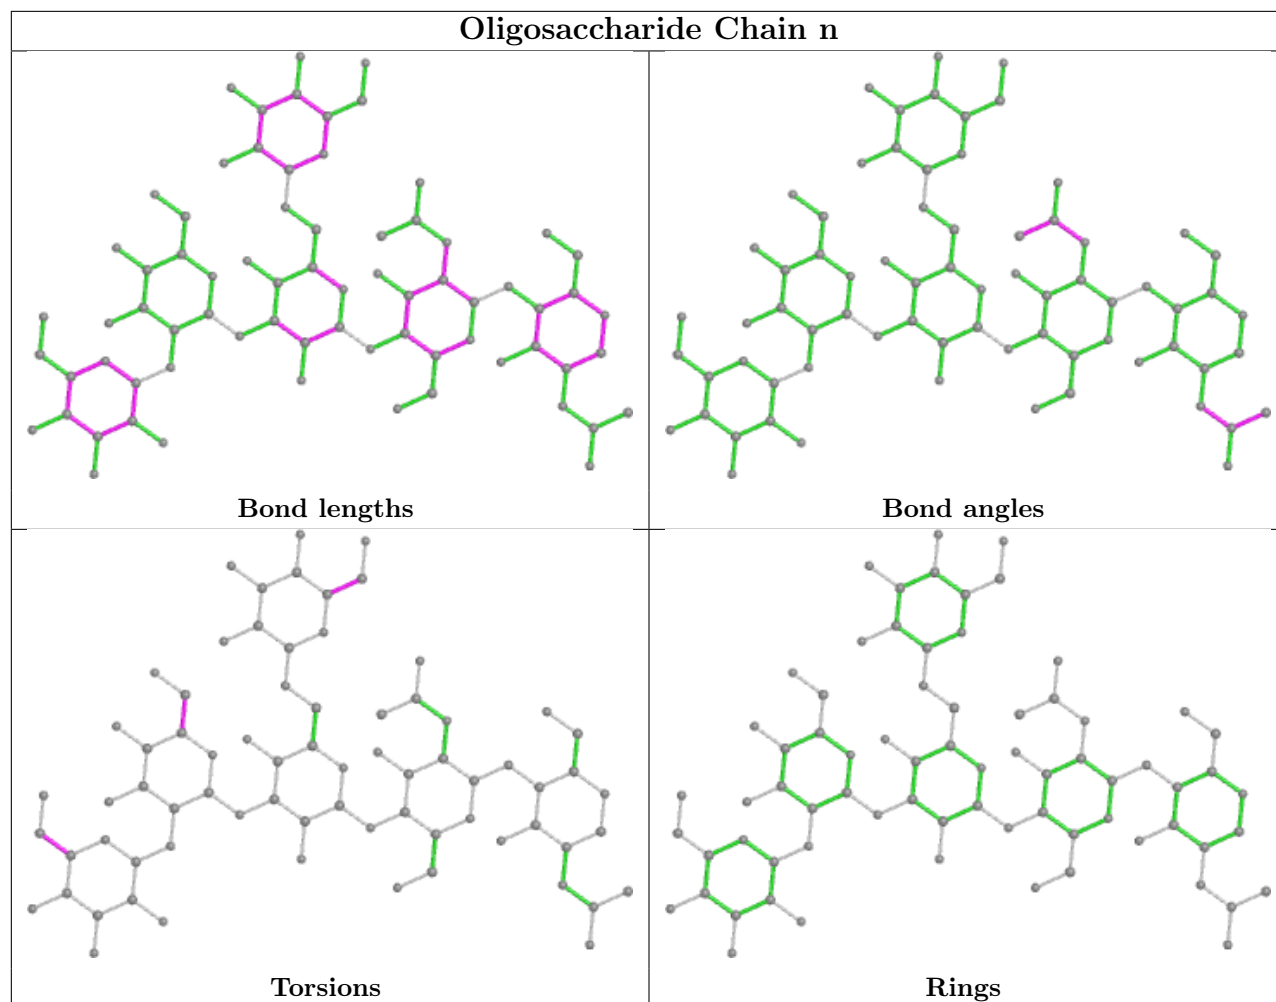 Oligosaccharide Chain n
Bond lengths
Bond angles
Torsions
Rings